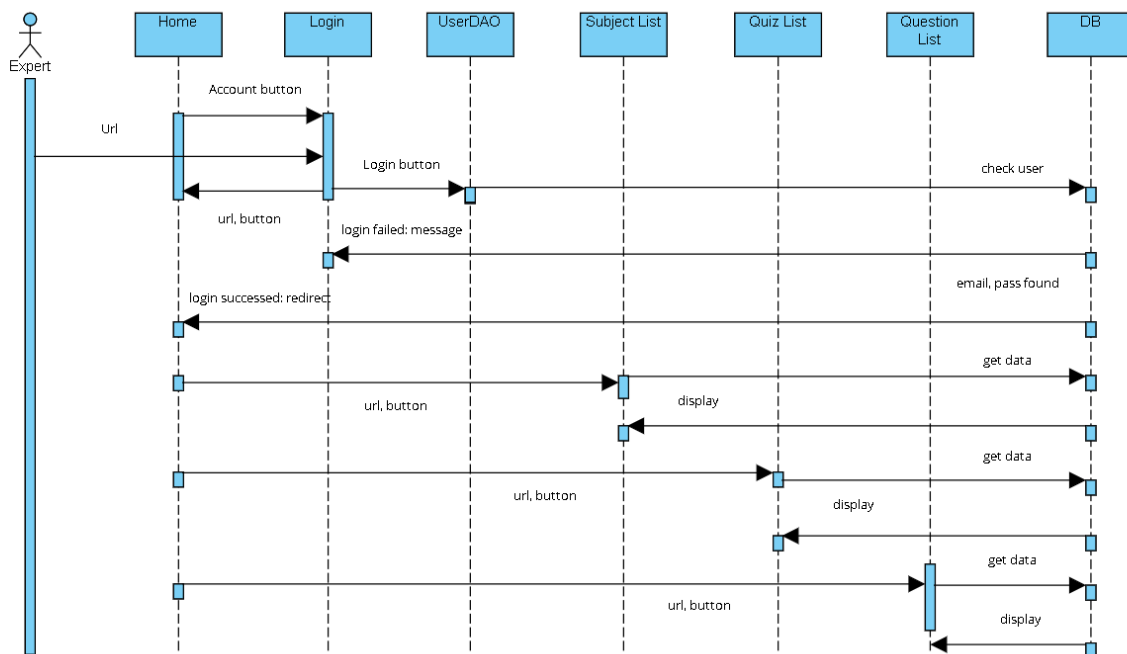 Home
Login
UserDAO
Subject List
Quiz List
Question
List
DB
Expert
Account button
Url
Login button
check user
url, button
login failed: message
email, pass found
login successed: redirect
get data
url, button
display
get data
url, button
display
get data
url, button
display